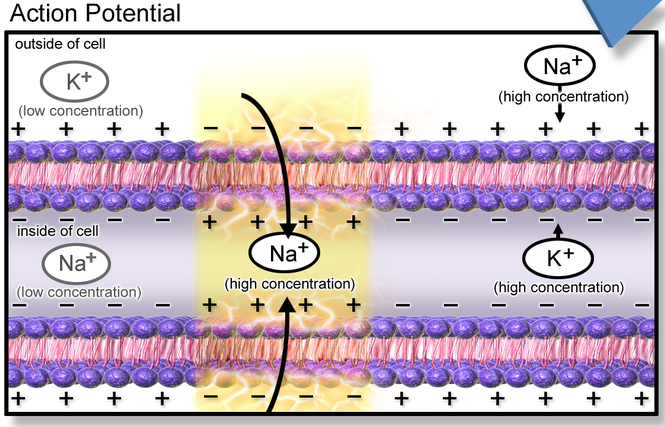 Action Potential
outside of cell
K+
(low concentration)
Na+
(high concentration)
+ + + + − − − − + + + + + +
− − − − + + + + − − − − − −
inside of cell
Na+
(low concentration)
Na+
(high concentration)
K+
(high concentration)
− − − − + + + + − − − − − −
+ + + + − − − − + + + + + +